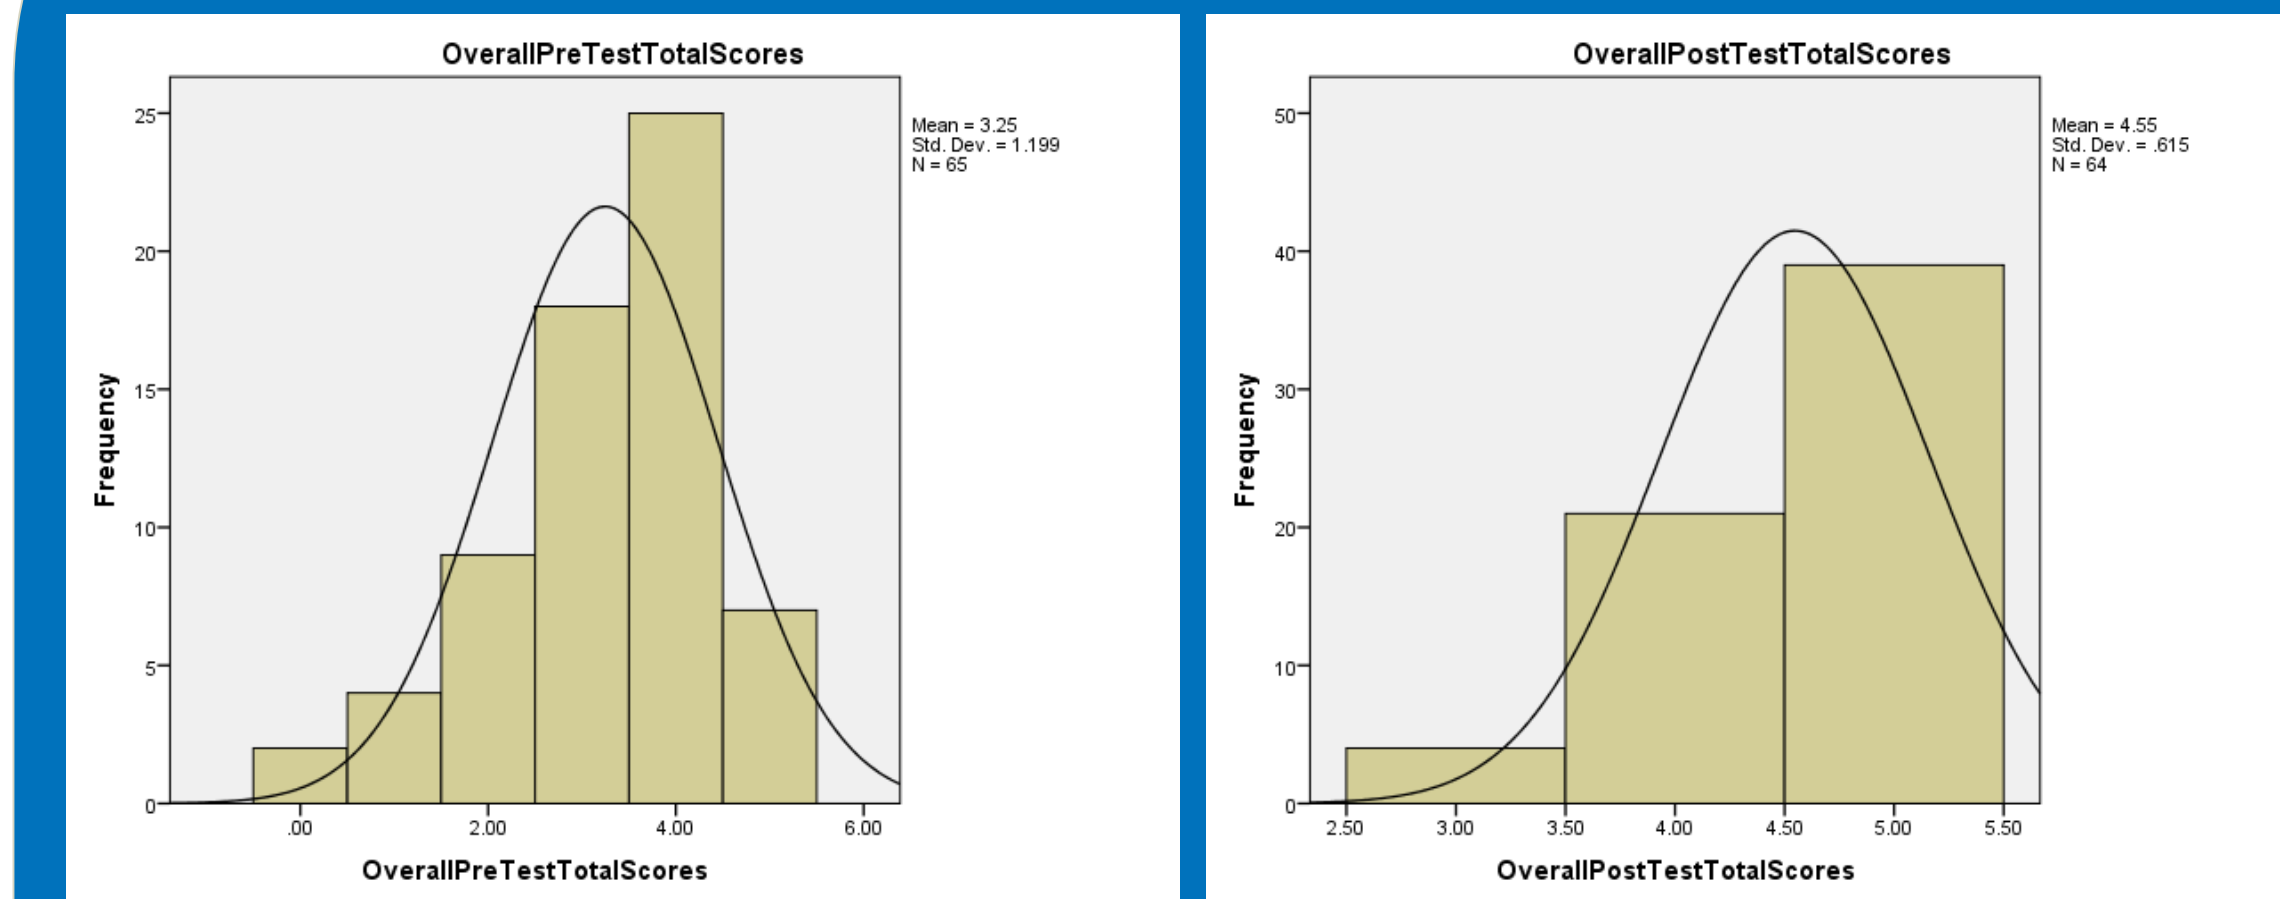 OverallPreTestTotalScores
Mean = 3.25
Std. Dev. = 1.199
N = 65
25
20
15
10
5
0
Frequency
.00 2.00 4.00 6.00
OverallPreTestTotalScores
OverallPostTestTotalScores
Mean = 4.55
Std. Dev. = .615
N = 64
50
40
30
20
10
0
Frequency
2.50 3.00 3.50 4.00 4.50 5.00 5.50
OverallPostTestTotalScores